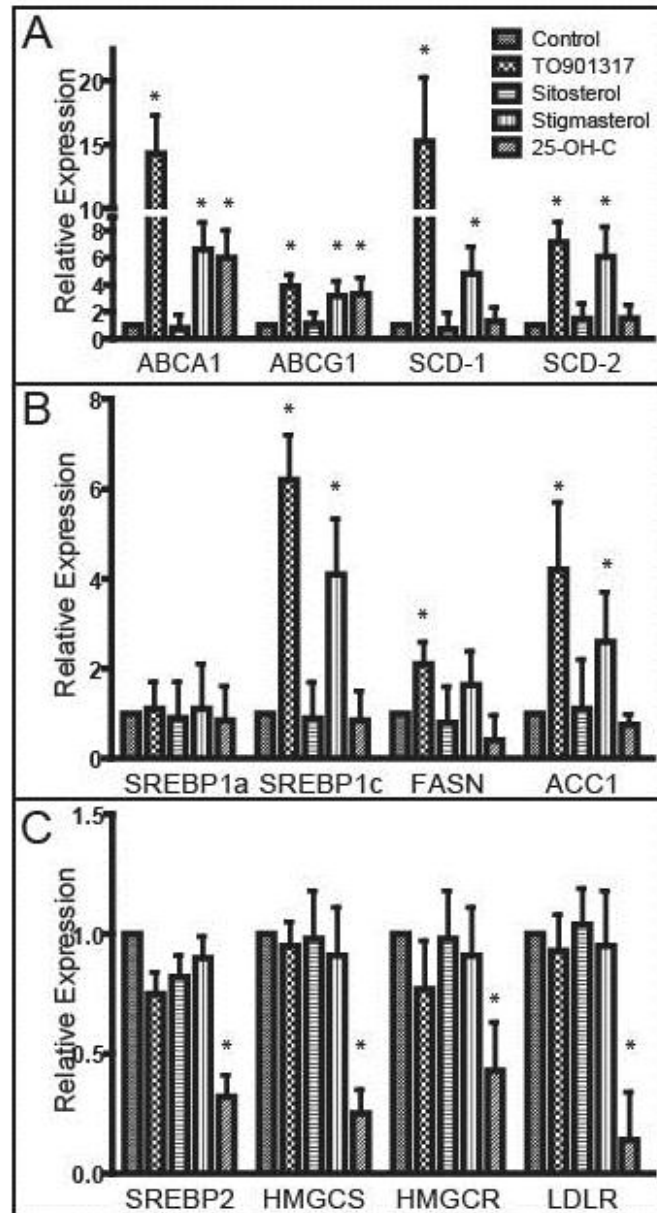 A
Control
TO901317
Sitosterol
Stigmasterol
25-OH-C
Relative Expression
20
15
10
8
6
4
2
0
* * * * * * * * * *
ABCA1 ABCG1 SCD-1 SCD-2
B
Relative Expression
8
6
4
2
0
* * * * *
SREBP1a SREBP1c FASN ACC1
C
Relative Expression
1.5
1.0
0.5
0.0
* * * *
SREBP2 HMGCS HMGCR LDLR